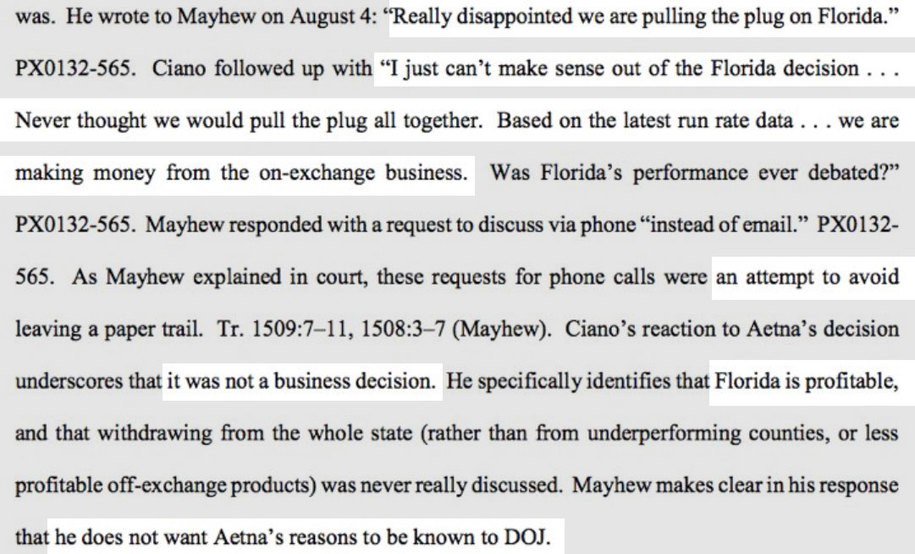 was. He wrote to Mayhew on August 4: “Really disappointed we are pulling the plug on Florida.”
PX0132-565. Ciano followed up with “I just can’t make sense out of the Florida decision . . .
Never thought we would pull the plug all together. Based on the latest run rate data . . . we are
making money from the on-exchange business. Was Florida’s performance ever debated?”
PX0132-565. Mayhew responded with a request to discuss via phone “instead of email.” PX0132-
565. As Mayhew explained in court, these requests for phone calls were an attempt to avoid
leaving a paper trail. Tr. 1509:7–11, 1508:3–7 (Mayhew). Ciano’s reaction to Aetna’s decision
underscores that it was not a business decision. He specifically identifies that Florida is profitable,
and that withdrawing from the whole state (rather than from underperforming counties, or less
profitable off-exchange products) was never really discussed. Mayhew makes clear in his response
that he does not want Aetna’s reasons to be known to DOJ.